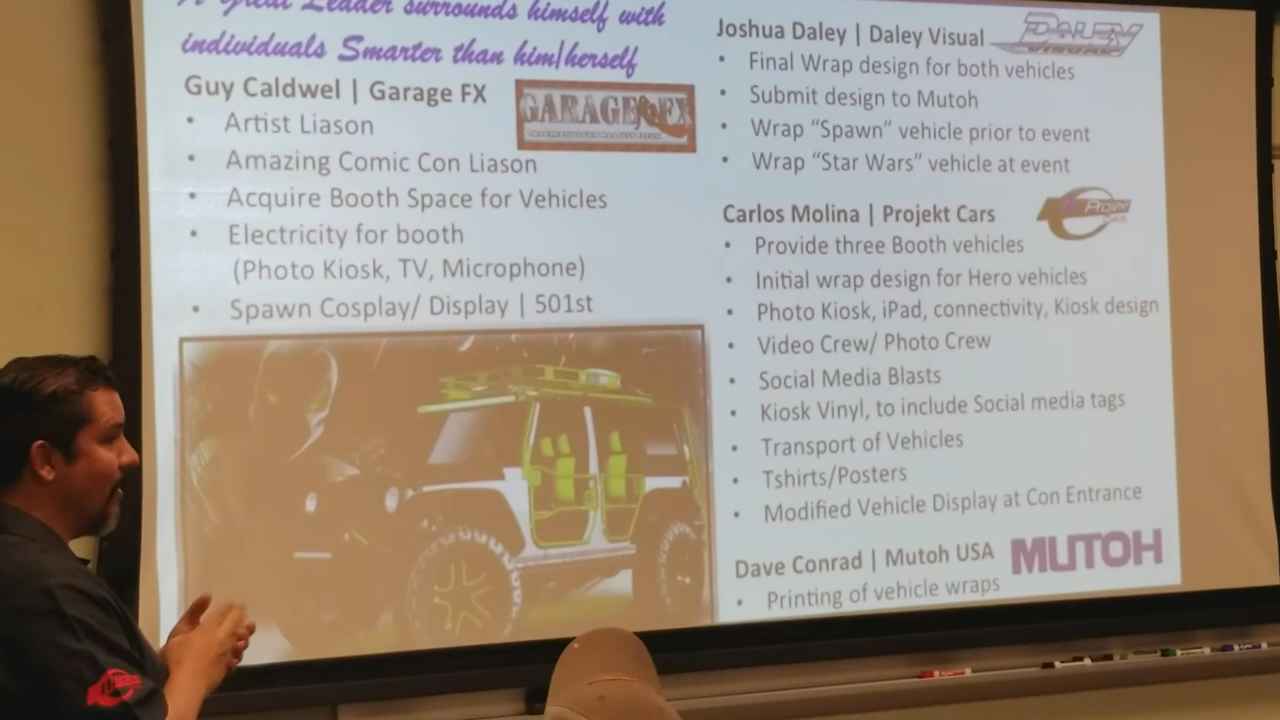 A Great Leader surrounds himself with
individuals Smarter than him/herself
Guy Caldwel | Garage FX
GARAGE FX
• Artist Liason
• Amazing Comic Con Liason
• Acquire Booth Space for Vehicles
• Electricity for booth
(Photo Kiosk, TV, Microphone)
• Spawn Cosplay/ Display | 501st
Joshua Daley | Daley Visual
DALEY
VISUAL
• Final Wrap design for both vehicles
• Submit design to Mutoh
• Wrap “Spawn” vehicle prior to event
• Wrap “Star Wars” vehicle at event
Carlos Molina | Projekt Cars
• Provide three Booth vehicles
• Initial wrap design for Hero vehicles
• Photo Kiosk, iPad, connectivity, Kiosk design
• Video Crew/ Photo Crew
• Social Media Blasts
• Kiosk Vinyl, to include Social media tags
• Transport of Vehicles
• Tshirts/Posters
• Modified Vehicle Display at Con Entrance
Dave Conrad | Mutoh USA
MUTOH
• Printing of vehicle wraps